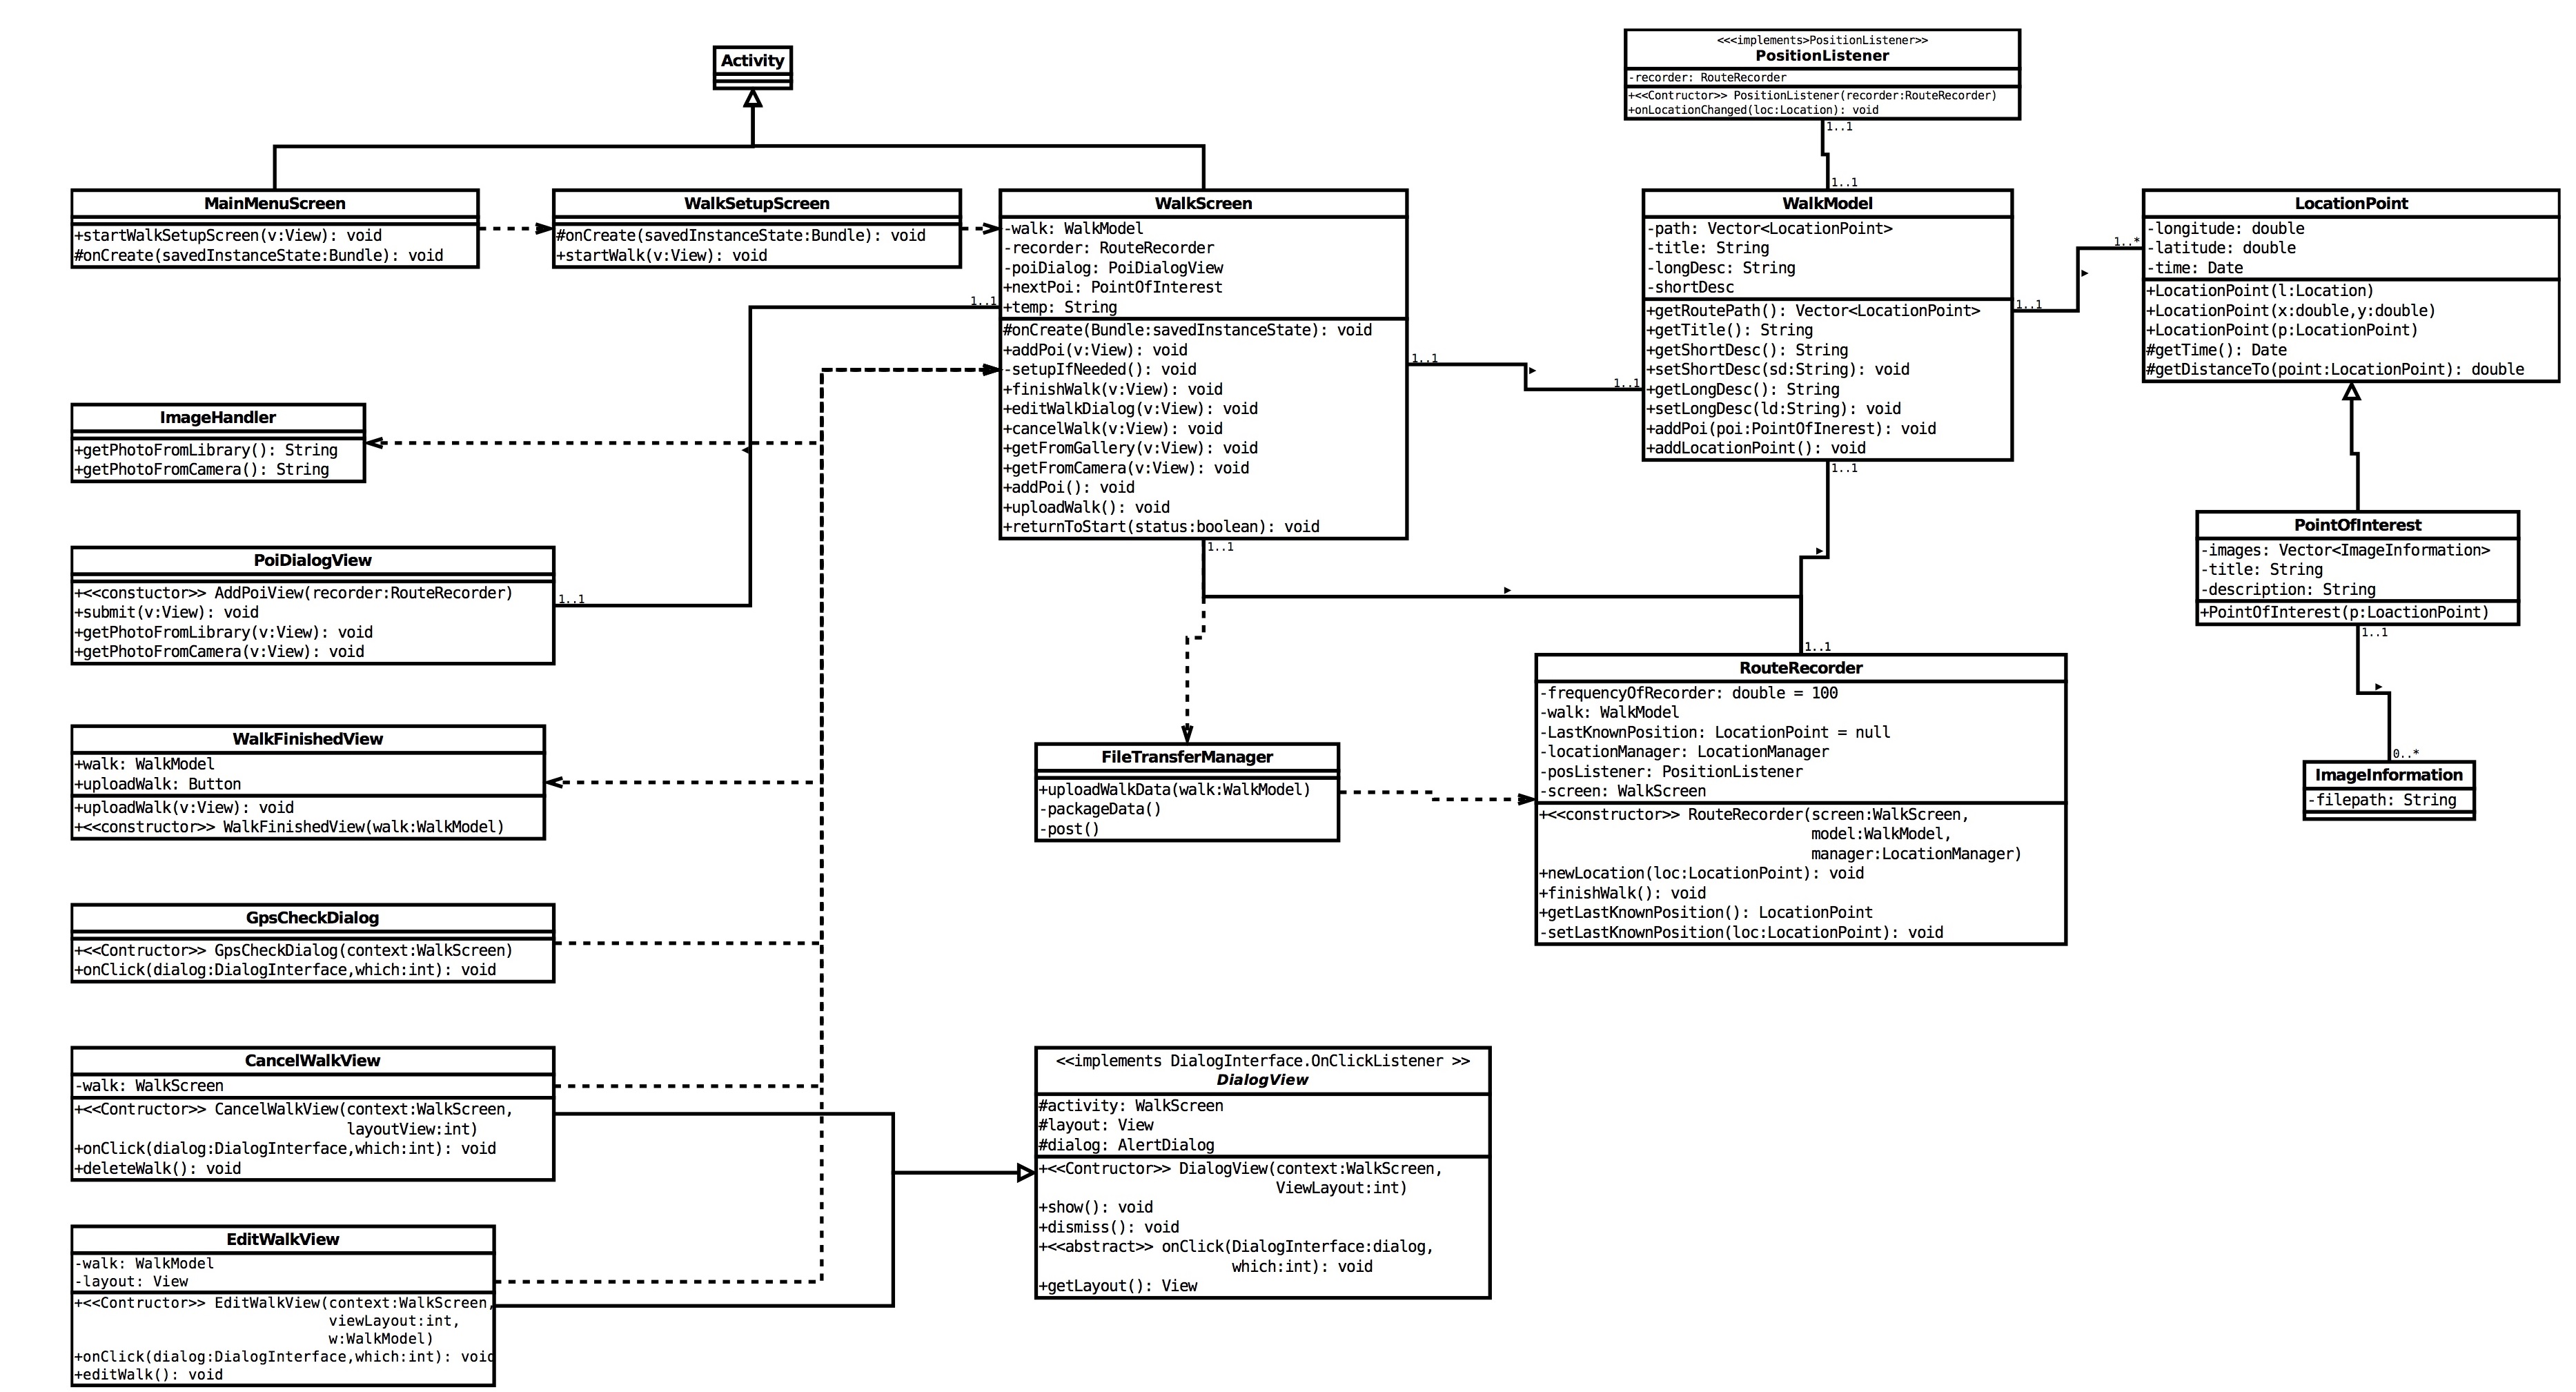 Activity
<<<implements>PositionListener>>
PositionListener
-recorder: RouteRecorder
+<<Contructor>> PositionListener(recorder:RouteRecorder)
+onLocationChanged(loc:Location): void
1..1
1..1
MainMenuScreen
+startWalkSetupScreen(v:View): void
#onCreate(savedInstanceState:Bundle): void
WalkSetupScreen
#onCreate(savedInstanceState:Bundle): void
+startWalk(v:View): void
WalkScreen
-walk: WalkModel
-recorder: RouteRecorder
-poiDialog: PoiDialogView
+nextPoi: PointOfInterest
+temp: String
#onCreate(Bundle:savedInstanceState): void
+addPoi(v:View): void
-setupIfNeeded(): void
+finishWalk(v:View): void
+editWalkDialog(v:View): void
+cancelWalk(v:View): void
+getFromGallery(v:View): void
+getFromCamera(v:View): void
+addPoi(): void
+uploadWalk(): void
+returnToStart(status:boolean): void
1..1
1..1
1..1
1..1
WalkModel
-path: Vector<LocationPoint>
-title: String
-longDesc: String
-shortDesc
+getRoutePath(): Vector<LocationPoint>
+getTitle(): String
+getShortDesc(): String
+setShortDesc(sd:String): void
+getLongDesc(): String
+setLongDesc(ld:String): void
+addPoi(poi:PointOfInerest): void
+addLocationPoint(): void
1..1
1..1
1..*
LocationPoint
-longitude: double
-latitude: double
-time: Date
+LocationPoint(l:Location)
+LocationPoint(x:double,y:double)
+LocationPoint(p:LocationPoint)
#getTime(): Date
#getDistanceTo(point:LocationPoint): double
ImageHandler
+getPhotoFromLibrary(): String
+getPhotoFromCamera(): String
PoiDialogView
+<<constuctor>> AddPoiView(recorder:RouteRecorder)
+submit(v:View): void
+getPhotoFromLibrary(v:View): void
+getPhotoFromCamera(v:View): void
1..1
PointOfInterest
-images: Vector<ImageInformation>
-title: String
-description: String
+PointOfInterest(p:LoactionPoint)
1..1
0..*
ImageInformation
-filepath: String
1..1
RouteRecorder
-frequencyOfRecorder: double = 100
-walk: WalkModel
-LastKnownPosition: LocationPoint = null
-locationManager: LocationManager
-posListener: PositionListener
-screen: WalkScreen
+<<constructor>> RouteRecorder(screen:WalkScreen,
model:WalkModel,
manager:LocationManager)
+newLocation(loc:LocationPoint): void
+finishWalk(): void
+getLastKnownPosition(): LocationPoint
-setLastKnownPosition(loc:LocationPoint): void
FileTransferManager
+uploadWalkData(walk:WalkModel)
-packageData()
-post()
WalkFinishedView
+walk: WalkModel
+uploadWalk: Button
+uploadWalk(v:View): void
+<<constructor>> WalkFinishedView(walk:WalkModel)
GpsCheckDialog
+<<Contructor>> GpsCheckDialog(context:WalkScreen)
+onClick(dialog:DialogInterface,which:int): void
CancelWalkView
-walk: WalkScreen
+<<Contructor>> CancelWalkView(context:WalkScreen,
layoutView:int)
+onClick(dialog:DialogInterface,which:int): void
+deleteWalk(): void
<<implements DialogInterface.OnClickListener >>
DialogView
#activity: WalkScreen
#layout: View
#dialog: AlertDialog
+<<Contructor>> DialogView(context:WalkScreen,
ViewLayout:int)
+show(): void
+dismiss(): void
+<<abstract>> onClick(DialogInterface:dialog,
which:int): void
+getLayout(): View
EditWalkView
-walk: WalkModel
-layout: View
+<<Contructor>> EditWalkView(context:WalkScreen,
viewLayout:int,
w:WalkModel)
+onClick(dialog:DialogInterface,which:int): void
+editWalk(): void